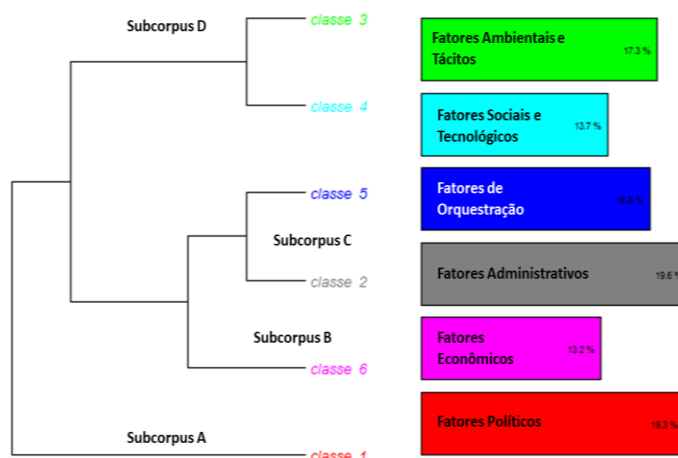 Subcorpus D
classe 3
Fatores Ambientais e
Tácitos
17.3 %
classe 4
Fatores Sociais e
Tecnológicos
13.7 %
classe 5
Fatores de
Orquestração
Subcorpus C
classe 2
Fatores Administrativos
19.6 %
Subcorpus B
classe 6
Fatores
Econômicos
13.2 %
Subcorpus A
classe 1
Fatores Políticos
19.3 %